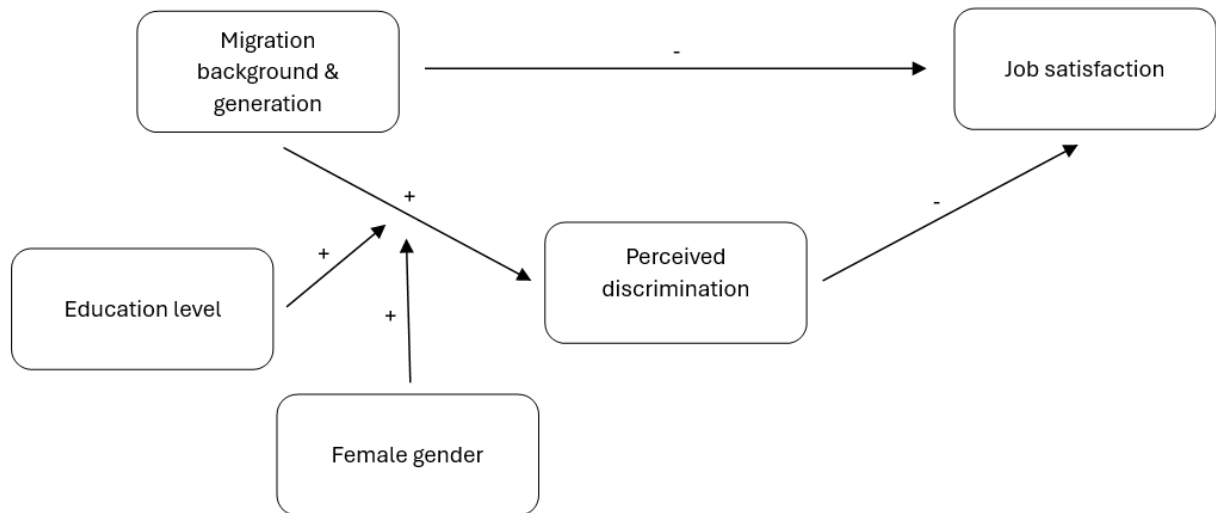 Migration
background &
generation
-
Job satisfaction
+
-
Perceived
discrimination
+
Education level
+
Female gender